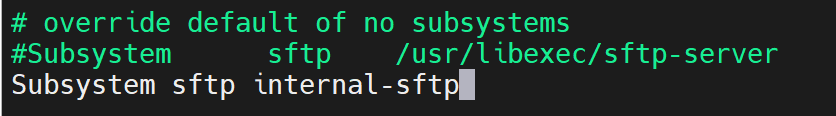 # override default of no subsystems
#Subsystem      sftp    /usr/libexec/sftp-server
Subsystem sftp internal-sftp